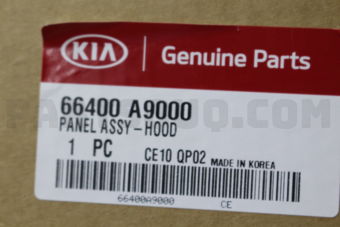 KIA Genuine Parts
66400 A9000
PANEL ASSY-HOOD
1 PC CE10 QP02 MADE IN KOREA
66400A9000 CE